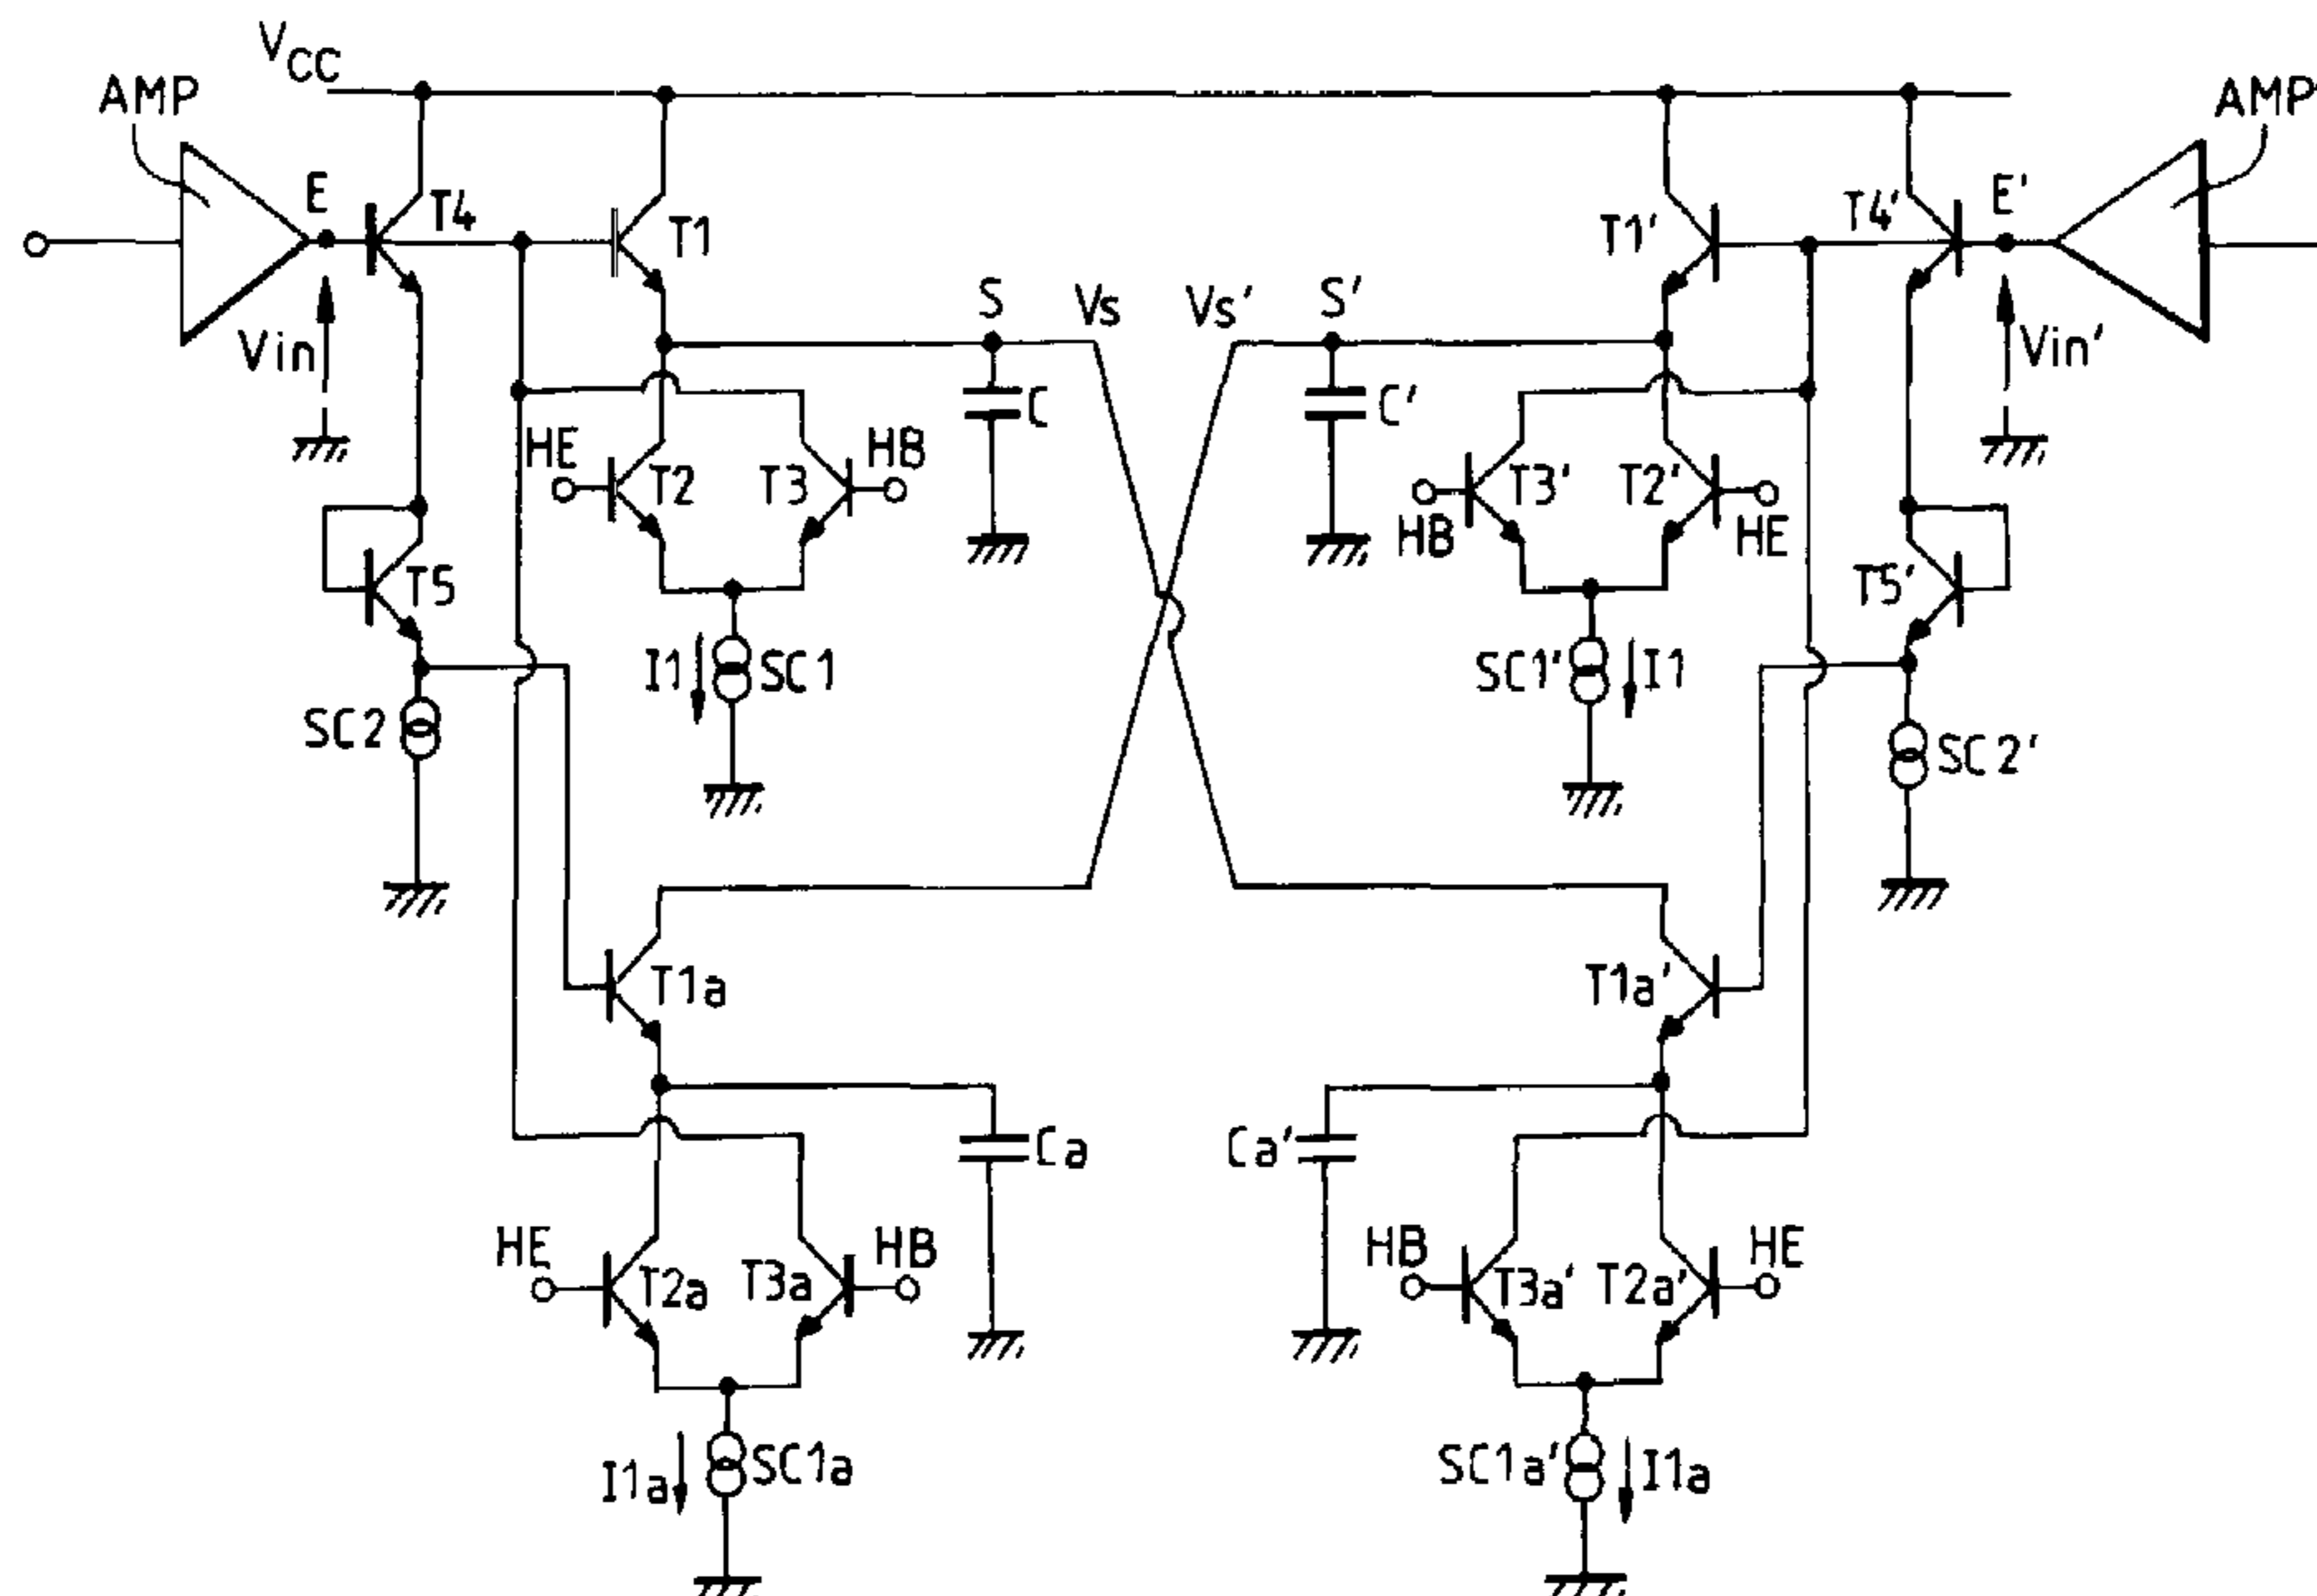 VCC
AMP
AMP'
E
T4
T1
T1'
T4'
E'
Vin
S
Vs
Vs'
S'
Vin'
C
C'
HE
T2
T3
HB
HB
T3'
T2'
HE
T5
T5'
I1
SC1
SC1'
I1
SC2
SC2'
T1a
T1a'
Ca
Ca'
HE
T2a
T3a
HB
HB
T3a'
T2a'
HE
I1a
SC1a
SC1a'
I1a